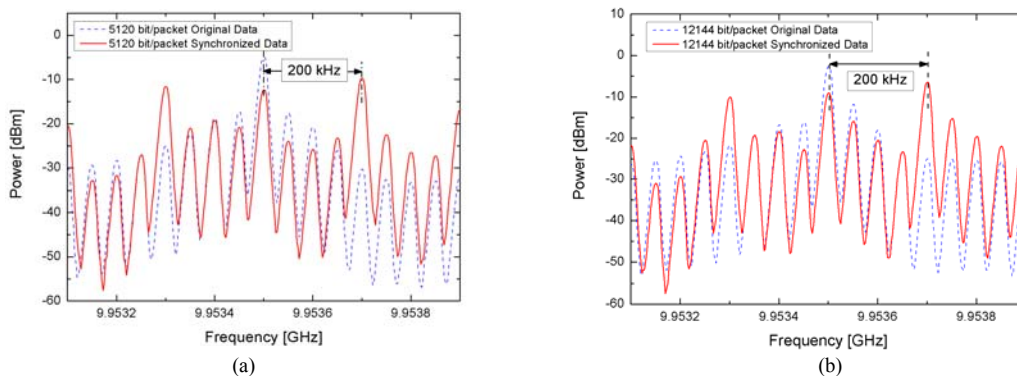 5120 bit/packet Original Data
5120 bit/packet Synchronized Data
200 kHz
0
-10
-20
-30
-40
-50
-60
Power [dBm]
9.9532
9.9534
9.9536
9.9538
Frequency [GHz]
(a)
12144 bit/packet Original Data
12144 bit/packet Synchronized Data
200 kHz
10
0
-10
-20
-30
-40
-50
-60
Power [dBm]
9.9532
9.9534
9.9536
9.9538
Frequency [GHz]
(b)